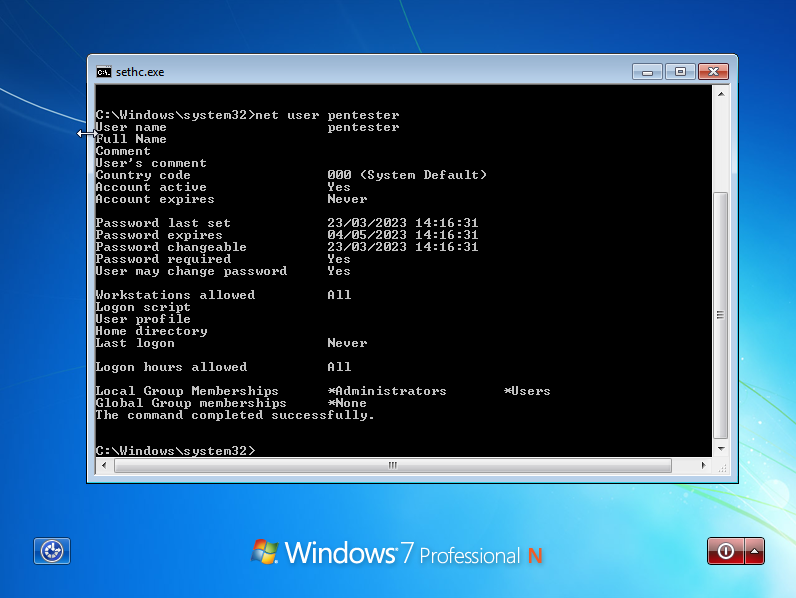 sethc.exe
C:\Windows\system32>net user pentester
User name pentester
Full Name
Comment
User's comment
Country code 000 (System Default)
Account active Yes
Account expires Never
Password last set 23/03/2023 14:16:31
Password expires 04/05/2023 14:16:31
Password changeable 23/03/2023 14:16:31
Password required Yes
User may change password Yes
Workstations allowed All
Logon script
User profile
Home directory
Last logon Never
Logon hours allowed All
Local Group Memberships *Administrators *Users
Global Group memberships *None
The command completed successfully.
C:\Windows\system32>
Windows 7 Professional N